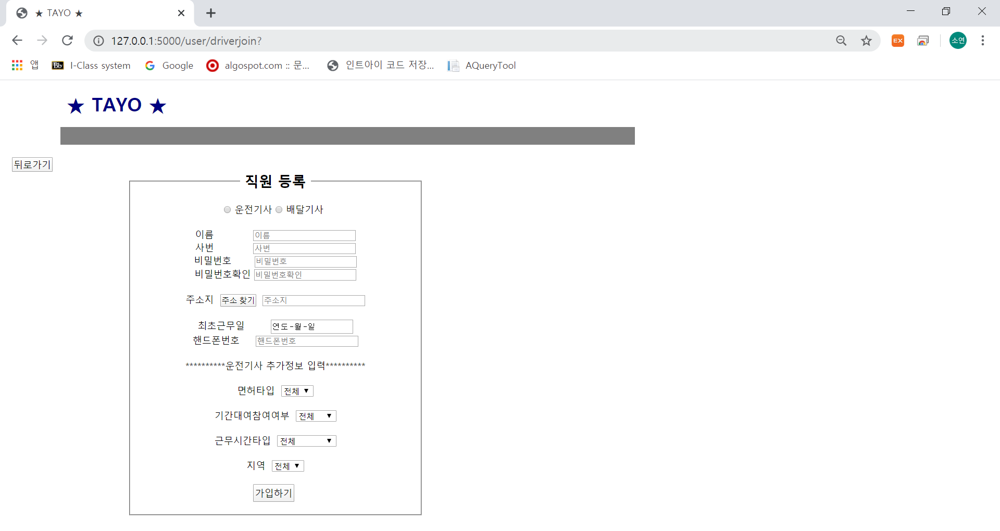 ★ TAYO ★
127.0.0.1:5000/user/driverjoin?
EX
소연
앱
Bb I-Class system
Google
algospot.com :: 문...
인트아이 코드 저장...
AQueryTool
★ TAYO ★
뒤로가기
직원 등록
운전기사 배달기사
이름 이름
사번 사번
비밀번호 비밀번호
비밀번호확인 비밀번호확인
주소지 주소 찾기 주소지
최초근무일 연도-월-일
핸드폰번호 핸드폰번호
**********운전기사 추가정보 입력**********
면허타입 전체
기간대여참여여부 전체
근무시간타입 전체
지역 전체
가입하기